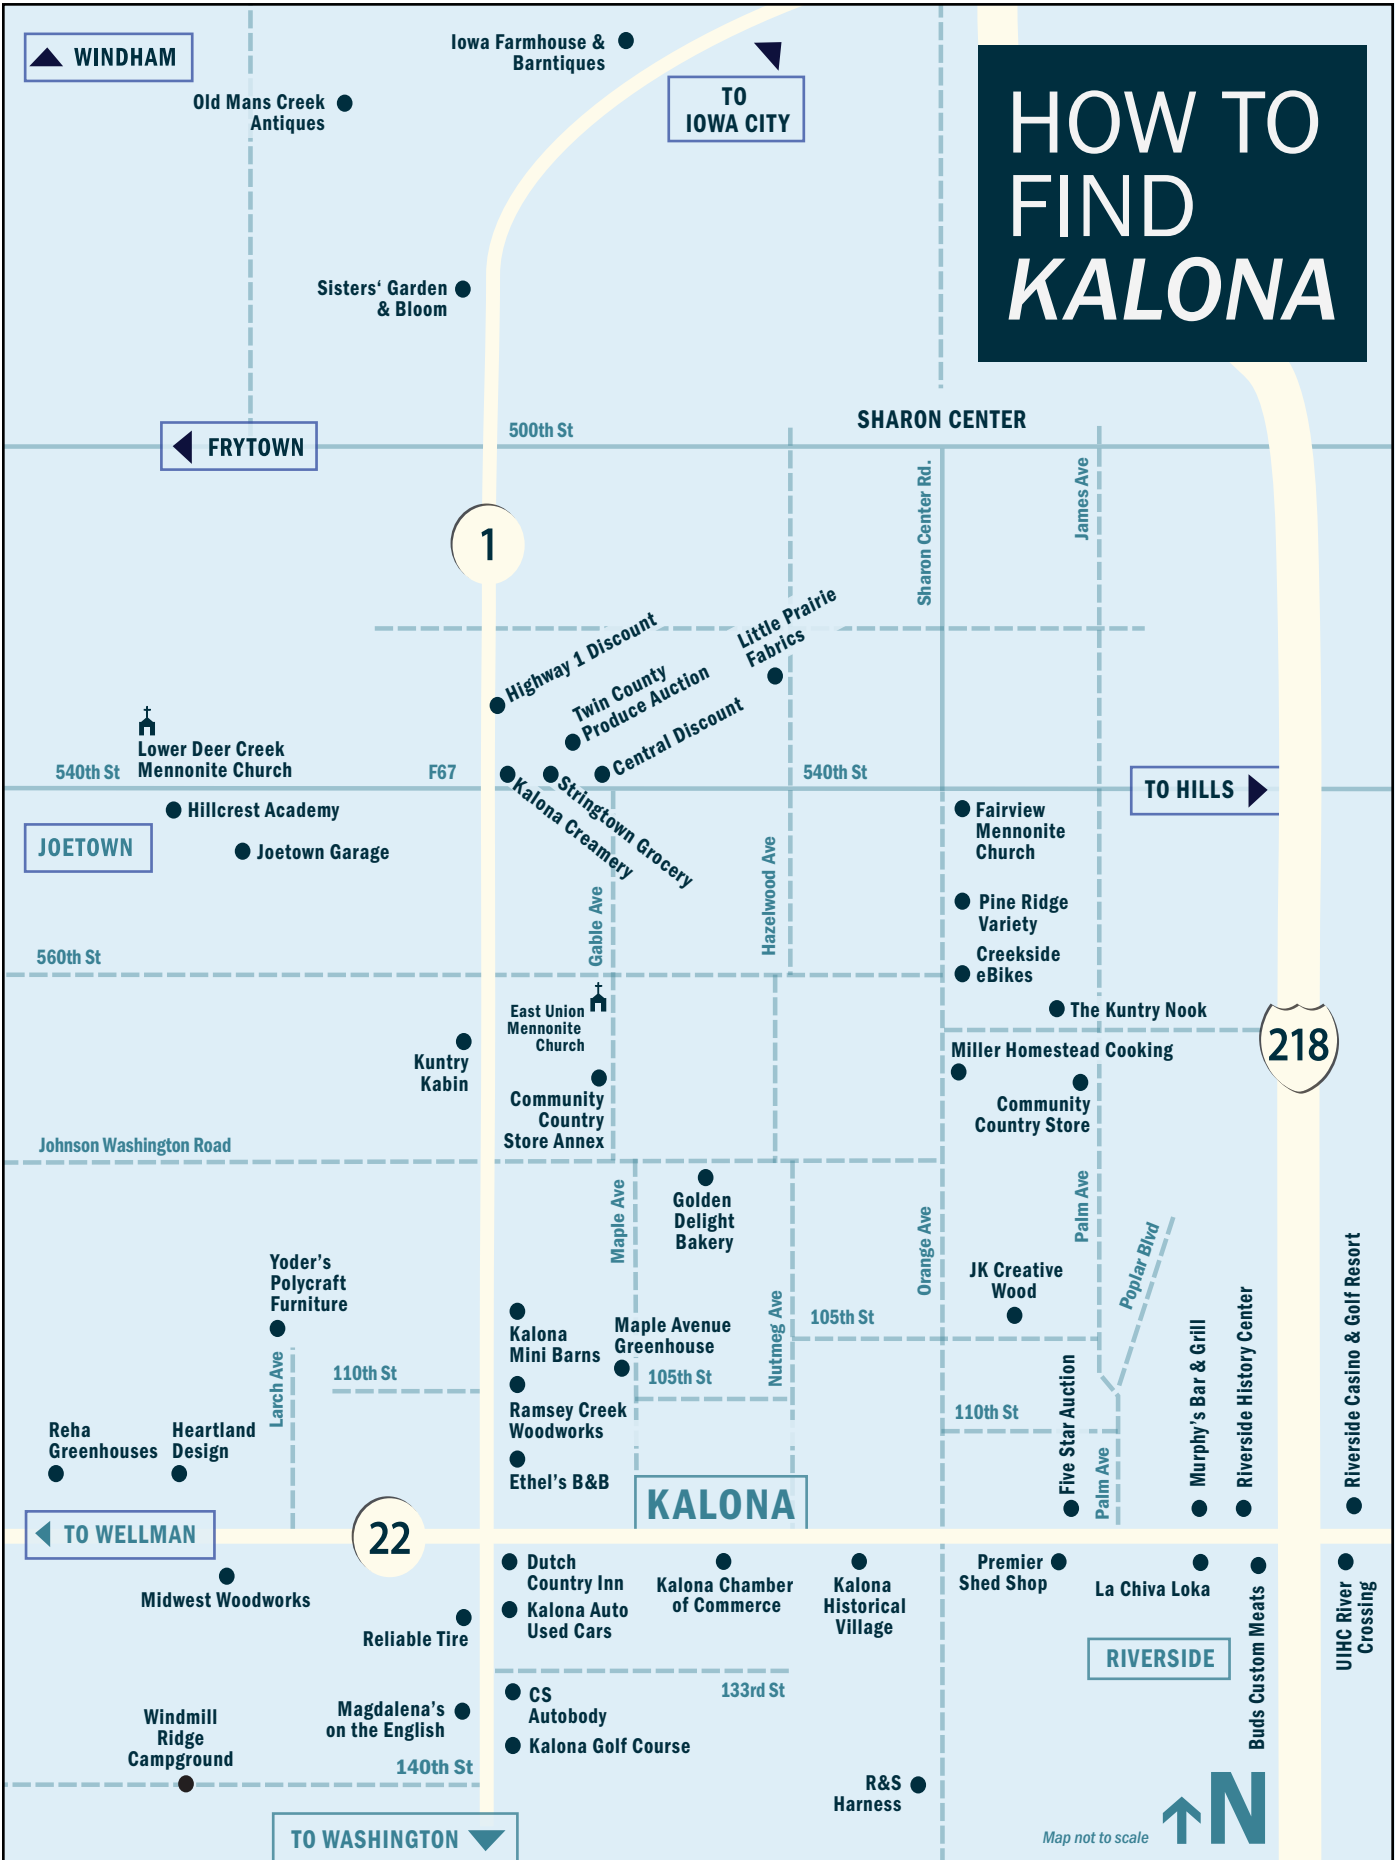 WINDHAM
Iowa Farmhouse &
Barntiques
Old Mans Creek
Antiques
TO
IOWA CITY
HOW TO
FIND
KALONA
Sisters‘ Garden
& Bloom
FRYTOWN
500th St
SHARON CENTER
Sharon Center Rd.
James Ave
1
Highway 1 Discount
Twin County
Produce Auction
Little Prairie
Fabrics
Central Discount
Lower Deer Creek
Mennonite Church
540th St
F67
540th St
TO HILLS
Hillcrest Academy
JOETOWN
Joetown Garage
Kalona Creamery
Stringtown Grocery
Fairview
Mennonite
Church
Gable Ave
Hazelwood Ave
Pine Ridge
Variety
Creekside
eBikes
560th St
East Union
Mennonite
Church
The Kuntry Nook
218
Kuntry
Kabin
Miller Homestead Cooking
Community
Country
Store Annex
Community
Country Store
Johnson Washington Road
Maple Ave
Golden
Delight
Bakery
Palm Ave
Orange Ave
Poplar Blvd
Yoder’s
Polycraft
Furniture
JK Creative
Wood
Kalona
Mini Barns
Maple Avenue
Greenhouse
Nutmeg Ave
105th St
Larch Ave
110th St
105th St
Ramsey Creek
Woodworks
110th St
Five Star Auction
Palm Ave
Murphy’s Bar & Grill
Riverside History Center
Riverside Casino & Golf Resort
Reha
Greenhouses
Heartland
Design
Ethel’s B&B
KALONA
TO WELLMAN
22
Midwest Woodworks
Dutch
Country Inn
Kalona Auto
Used Cars
Kalona Chamber
of Commerce
Kalona
Historical
Village
Premier
Shed Shop
La Chiva Loka
Buds Custom Meats
UIHC River
Crossing
Reliable Tire
RIVERSIDE
133rd St
CS
Autobody
Magdalena’s
on the English
Windmill
Ridge
Campground
Kalona Golf Course
140th St
R&S
Harness
TO WASHINGTON
Map not to scale
N